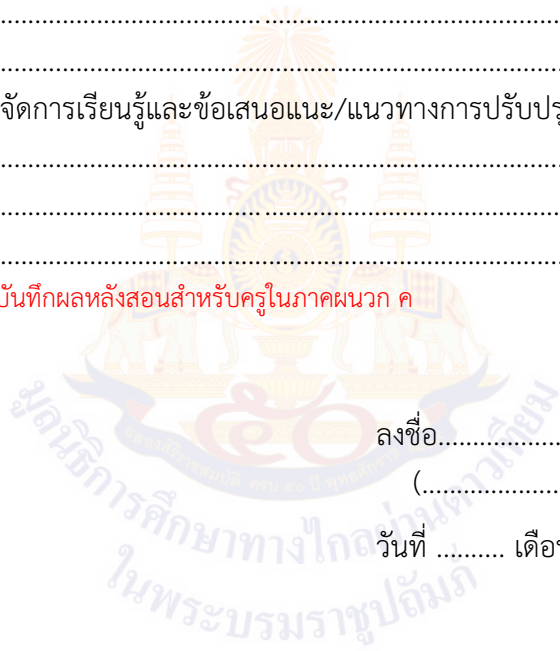 ........................................................................................................
........................................................................................................
จัดการเรียนรู้และข้อเสนอแนะ/แนวทางการปรับปรุ
........................................................................................................
........................................................................................................
........................................................................................................
บันทึกผลหลังสอนสำหรับครูในภาคผนวก ค
ลงชื่อ....................
(....................
วันที่ .......... เดือน
มูลนิธิการศึกษาทางไกลผ่านดาวเทียม
ในพระบรมราชูปถัมภ์